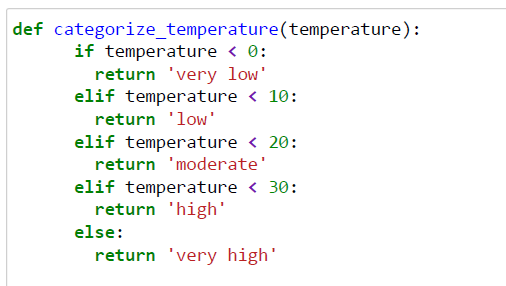 def categorize_temperature(temperature):
      if temperature < 0:
        return 'very low'
      elif temperature < 10:
        return 'low'
      elif temperature < 20:
        return 'moderate'
      elif temperature < 30:
        return 'high'
      else:
        return 'very high'